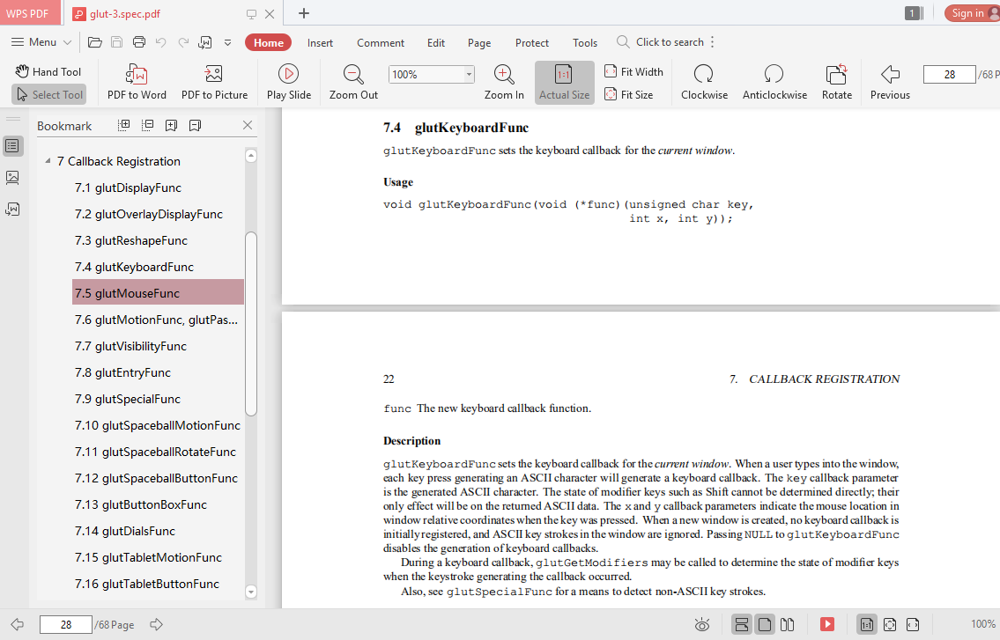 WPS PDF
glut-3.spec.pdf
1
Sign in
Menu
Home
Insert
Comment
Edit
Page
Protect
Tools
Click to search
Hand Tool
Select Tool
PDF to Word
PDF to Picture
Play Slide
Zoom Out
100%
Zoom In
1:1
Actual Size
Fit Width
Fit Size
Clockwise
Anticlockwise
Rotate
Previous
28
/68 P
Bookmark
7 Callback Registration
7.1 glutDisplayFunc
7.2 glutOverlayDisplayFunc
7.3 glutReshapeFunc
7.4 glutKeyboardFunc
7.5 glutMouseFunc
7.6 glutMotionFunc, glutPas...
7.7 glutVisibilityFunc
7.8 glutEntryFunc
7.9 glutSpecialFunc
7.10 glutSpaceballMotionFunc
7.11 glutSpaceballRotateFunc
7.12 glutSpaceballButtonFunc
7.13 glutButtonBoxFunc
7.14 glutDialsFunc
7.15 glutTabletMotionFunc
7.16 glutTabletButtonFunc
7.4 glutKeyboardFunc
glutKeyboardFunc sets the keyboard callback for the current window.
Usage
void glutKeyboardFunc(void (*func)(unsigned char key,
int x, int y));
22
7. CALLBACK REGISTRATION
func The new keyboard callback function.
Description
glutKeyboardFunc sets the keyboard callback for the current window. When a user types into the window,
each key press generating an ASCII character will generate a keyboard callback. The key callback parameter
is the generated ASCII character. The state of modifier keys such as Shift cannot be determined directly; their
only effect will be on the returned ASCII data. The x and y callback parameters indicate the mouse location in
window relative coordinates when the key was pressed. When a new window is created, no keyboard callback is
initially registered, and ASCII key strokes in the window are ignored. Passing NULL to glutKeyboardFunc
disables the generation of keyboard callbacks.
During a keyboard callback, glutGetModifiers may be called to determine the state of modifier keys
when the keystroke generating the callback occurred.
Also, see glutSpecialFunc for a means to detect non-ASCII key strokes.
28
/68 Page
1:1
100%